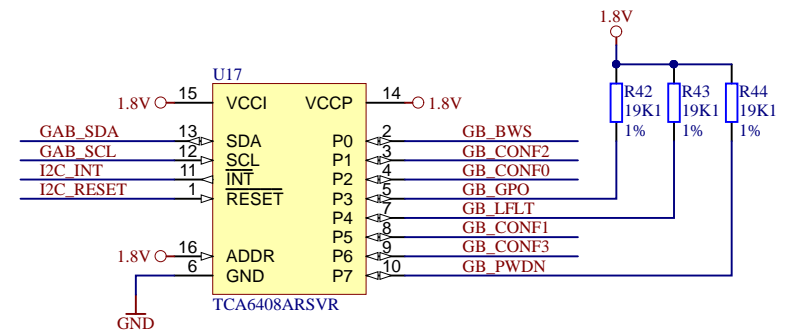 1.8V
U17
R42
R43
R44
19K1
19K1
19K1
1%
1%
1%
1.8V
15
VCCI
VCCP
14
1.8V
GAB_SDA
13
SDA
P0
2
GB_BWS
GAB_SCL
12
SCL
P1
3
GB_CONF2
I2C_INT
11
INT
P2
4
GB_CONF0
I2C_RESET
1
RESET
P3
5
GB_GPO
P4
7
GB_LFLT
P5
8
GB_CONF1
1.8V
16
ADDR
P6
9
GB_CONF3
6
GND
P7
10
GB_PWDN
TCA6408ARSVR
GND